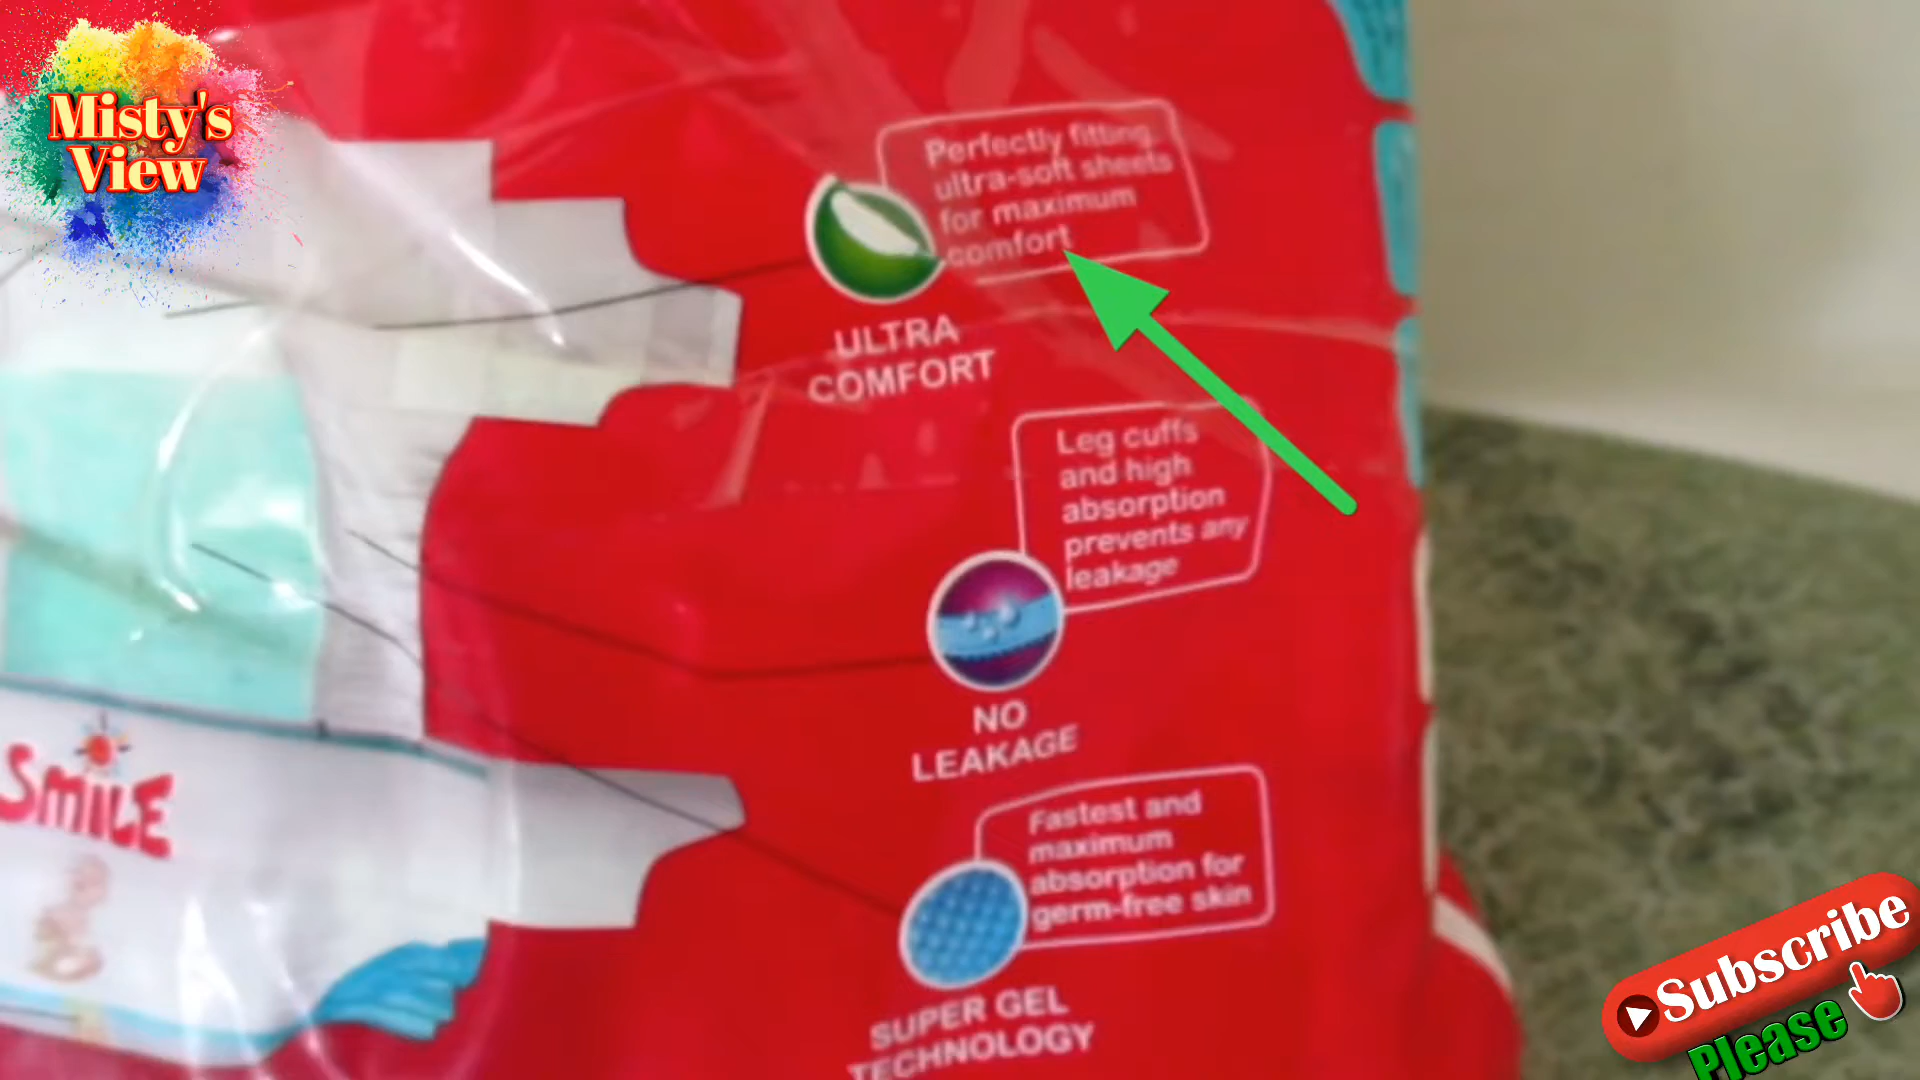 Misty's
View
Perfectly fitting
ultra-soft sheets
for maximum
comfort
ULTRA
COMFORT
Leg cuffs
and high
absorption
prevents any
leakage
NO
LEAKAGE
SMILE
Fastest and
maximum
absorption for
germ-free skin
SUPER GEL
TECHNOLOGY
Subscribe
Please